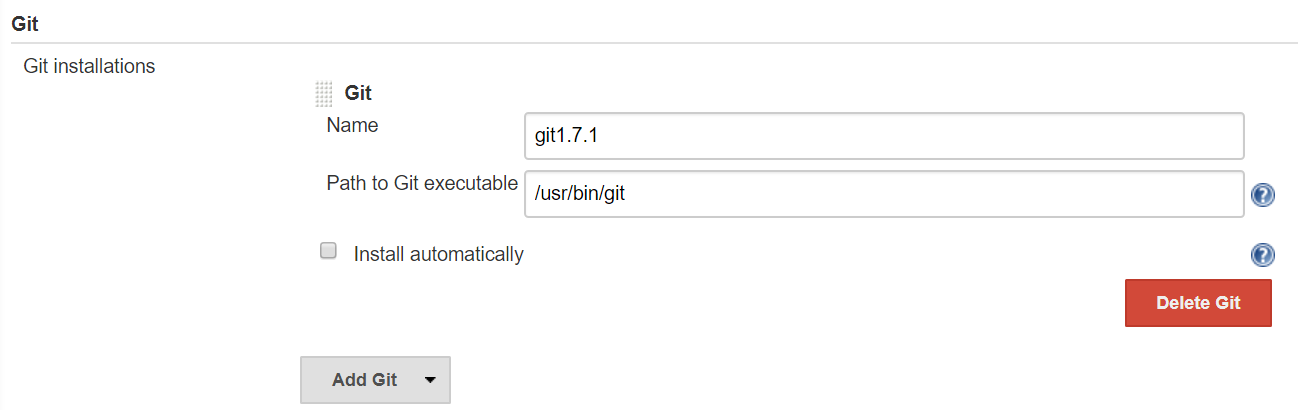 Git
Git installations
Git
Name
git1.7.1
Path to Git executable
/usr/bin/git
?
Install automatically
?
Delete Git
Add Git